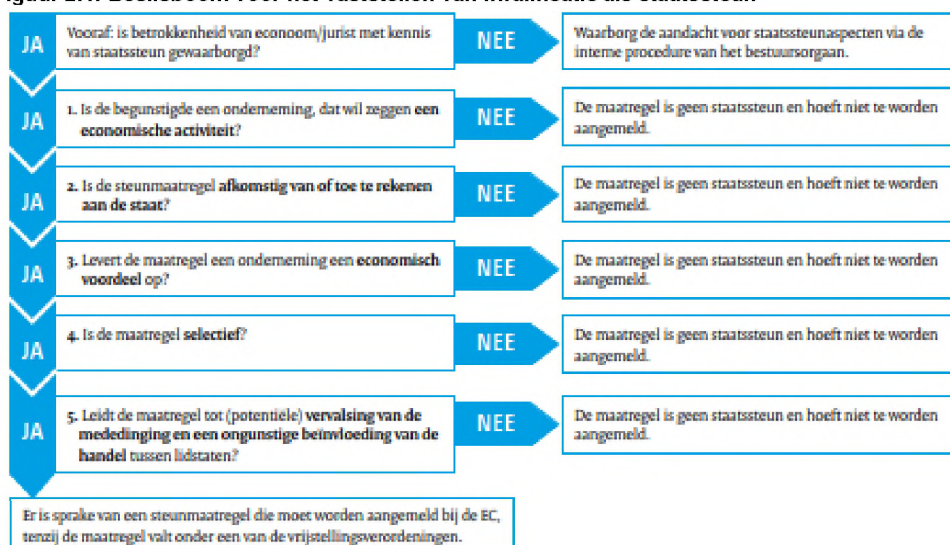 JA
Vooraf: is betrokkenheid van econoom/jurist met kennis
van staatssteun gewaarborgd?
NEE
Waarborg de aandacht voor staatssteunaspecten via de
interne procedure van het bestuursorgaan.
JA
1. Is de begunstigde een onderneming, dat wil zeggen een
economische activiteit?
NEE
De maatregel is geen staatssteun en hoeft niet te worden
aangemeld.
JA
2. Is de steunmaatregel afkomstig van of toe te rekenen
aan de staat?
NEE
De maatregel is geen staatssteun en hoeft niet te worden
aangemeld.
JA
3. Levert de maatregel een onderneming een economisch
voordeel op?
NEE
De maatregel is geen staatssteun en hoeft niet te worden
aangemeld.
JA
4. Is de maatregel selectief?
NEE
De maatregel is geen staatssteun en hoeft niet te worden
aangemeld.
JA
5. Leidt de maatregel tot (potentiële) vervalsing van de
mededinging en een ongunstige beïnvloeding van de
handel tussen lidstaten?
NEE
De maatregel is geen staatssteun en hoeft niet te worden
aangemeld.
Er is sprake van een steunmaatregel die moet worden aangemeld bij de EC,
tenzij de maatregel valt onder een van de vrijstellingsverordeningen.